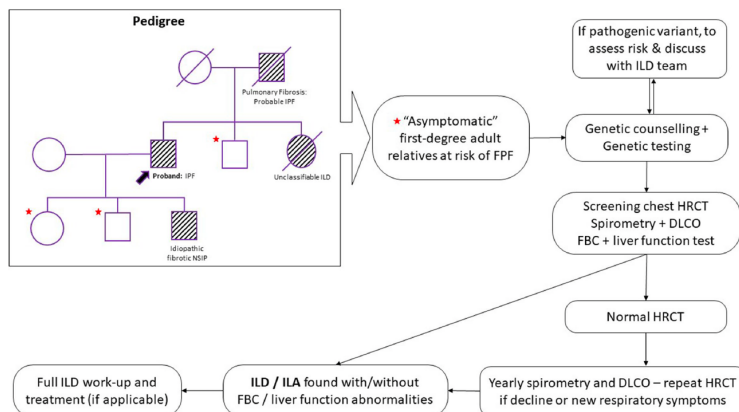 Pedigree
Pulmonary Fibrosis:
Probable IPF
Proband: IPF
Unclassifiable ILD
Idiopathic
fibrotic NSIP
"Asymptomatic"
first-degree adult
relatives at risk of FPF
If pathogenic variant, to
assess risk & discuss
with ILD team
Genetic counselling +
Genetic testing
Screening chest HRCT
Spirometry + DLCO
FBC + liver function test
Normal HRCT
Yearly spirometry and DLCO – repeat HRCT
if decline or new respiratory symptoms
ILD / ILA found with/without
FBC / liver function abnormalities
Full ILD work-up and
treatment (if applicable)